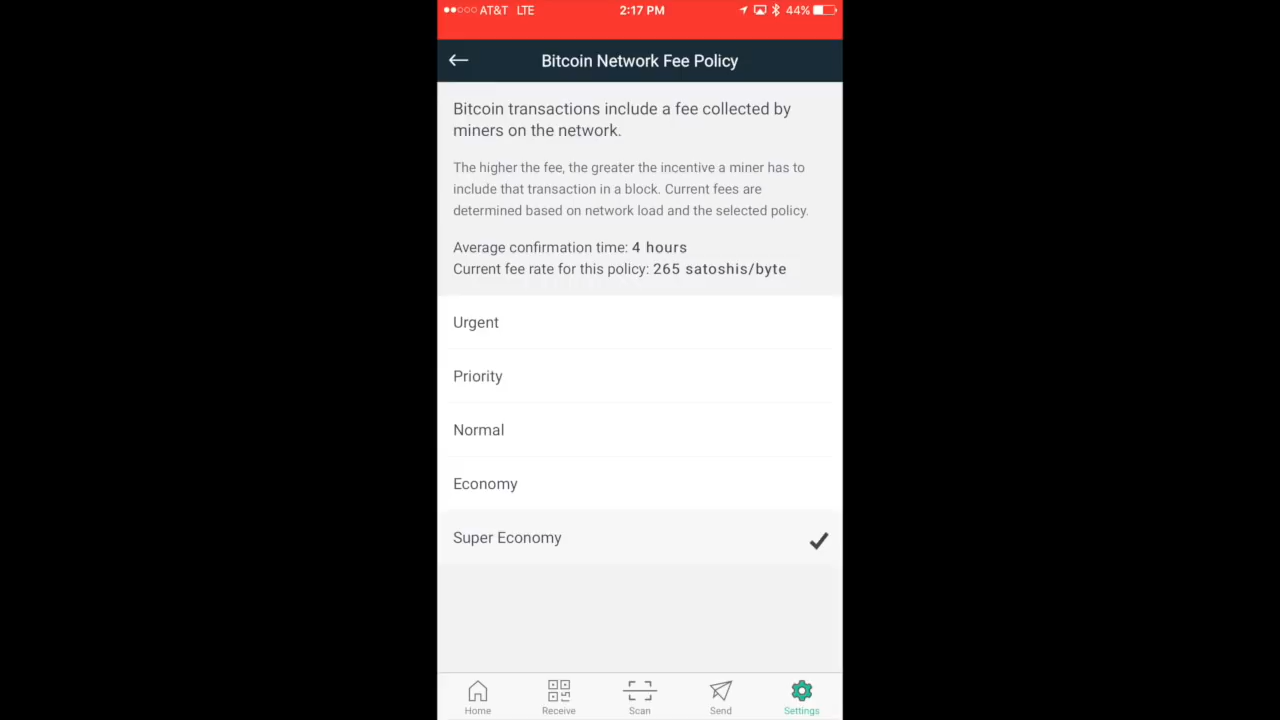 AT&T LTE 2:17 PM 44%
Bitcoin Network Fee Policy
Bitcoin transactions include a fee collected by
miners on the network.
The higher the fee, the greater the incentive a miner has to
include that transaction in a block. Current fees are
determined based on network load and the selected policy.
Average confirmation time: 4 hours
Current fee rate for this policy: 265 satoshis/byte
Urgent
Priority
Normal
Economy
Super Economy
Home Receive Scan Send Settings